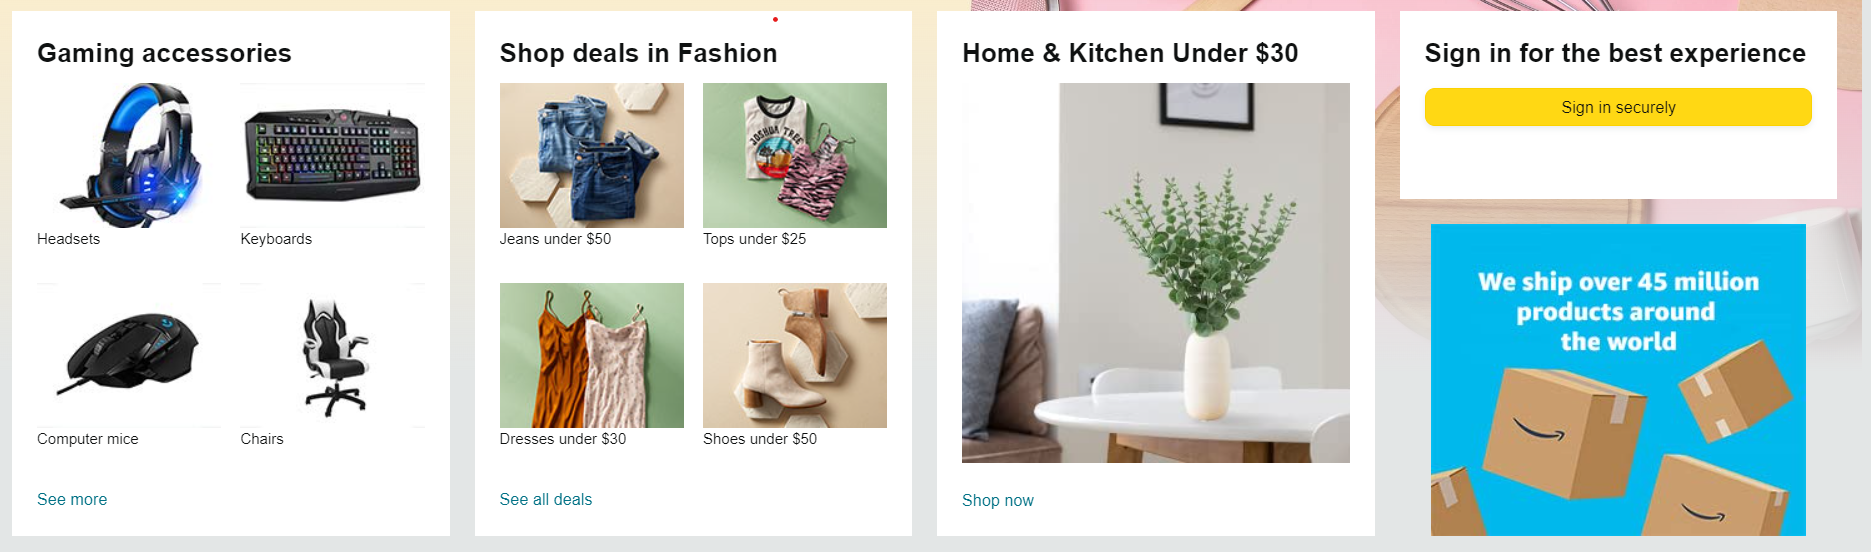 Gaming accessories
Headsets
Keyboards
Computer mice
Chairs
See more
Shop deals in Fashion
JOSHUA TREE
Jeans under $50
Tops under $25
Dresses under $30
Shoes under $50
See all deals
Home & Kitchen Under $30
Shop now
Sign in for the best experience
Sign in securely
We ship over 45 million
products around
the world